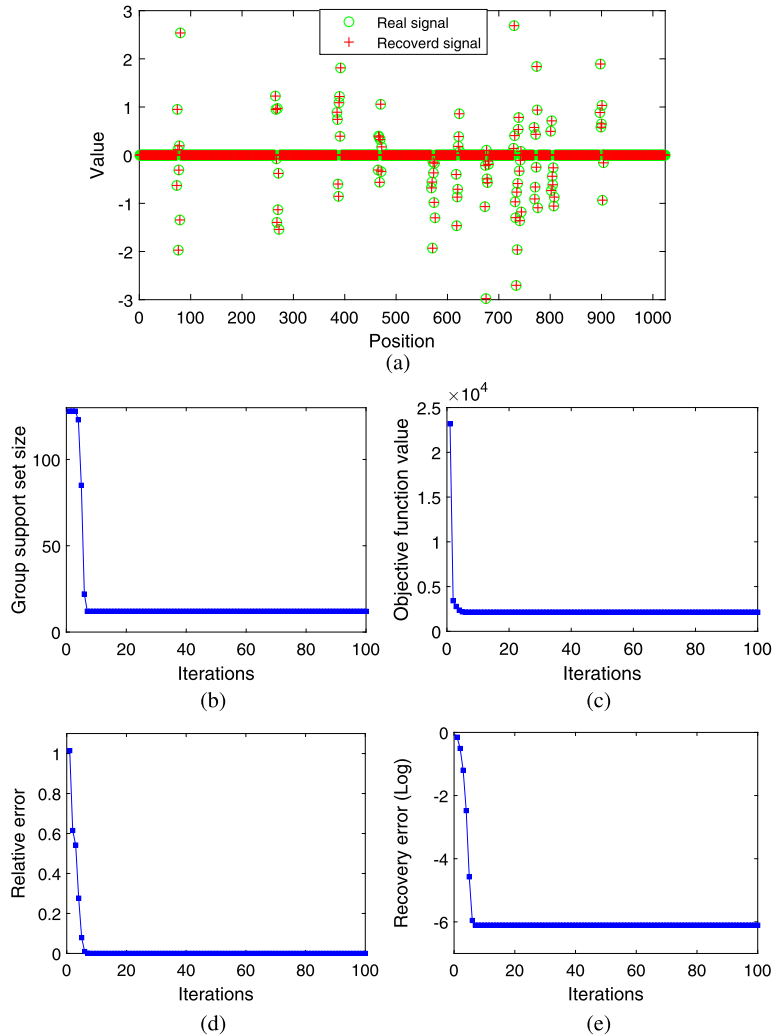 Real signal
Recoverd signal
3
2
1
0
-1
-2
-3
Value
0 100 200 300 400 500 600 700 800 900 1000
Position
(a)
100
50
0
Group support set size
0 20 40 60 80 100
Iterations
(b)
×10⁴
2.5
2
1.5
1
0.5
0
Objective function value
0 20 40 60 80 100
Iterations
(c)
1
0.8
0.6
0.4
0.2
0
Relative error
0 20 40 60 80 100
Iterations
(d)
0
-2
-4
-6
Recovery error (Log)
0 20 40 60 80 100
Iterations
(e)